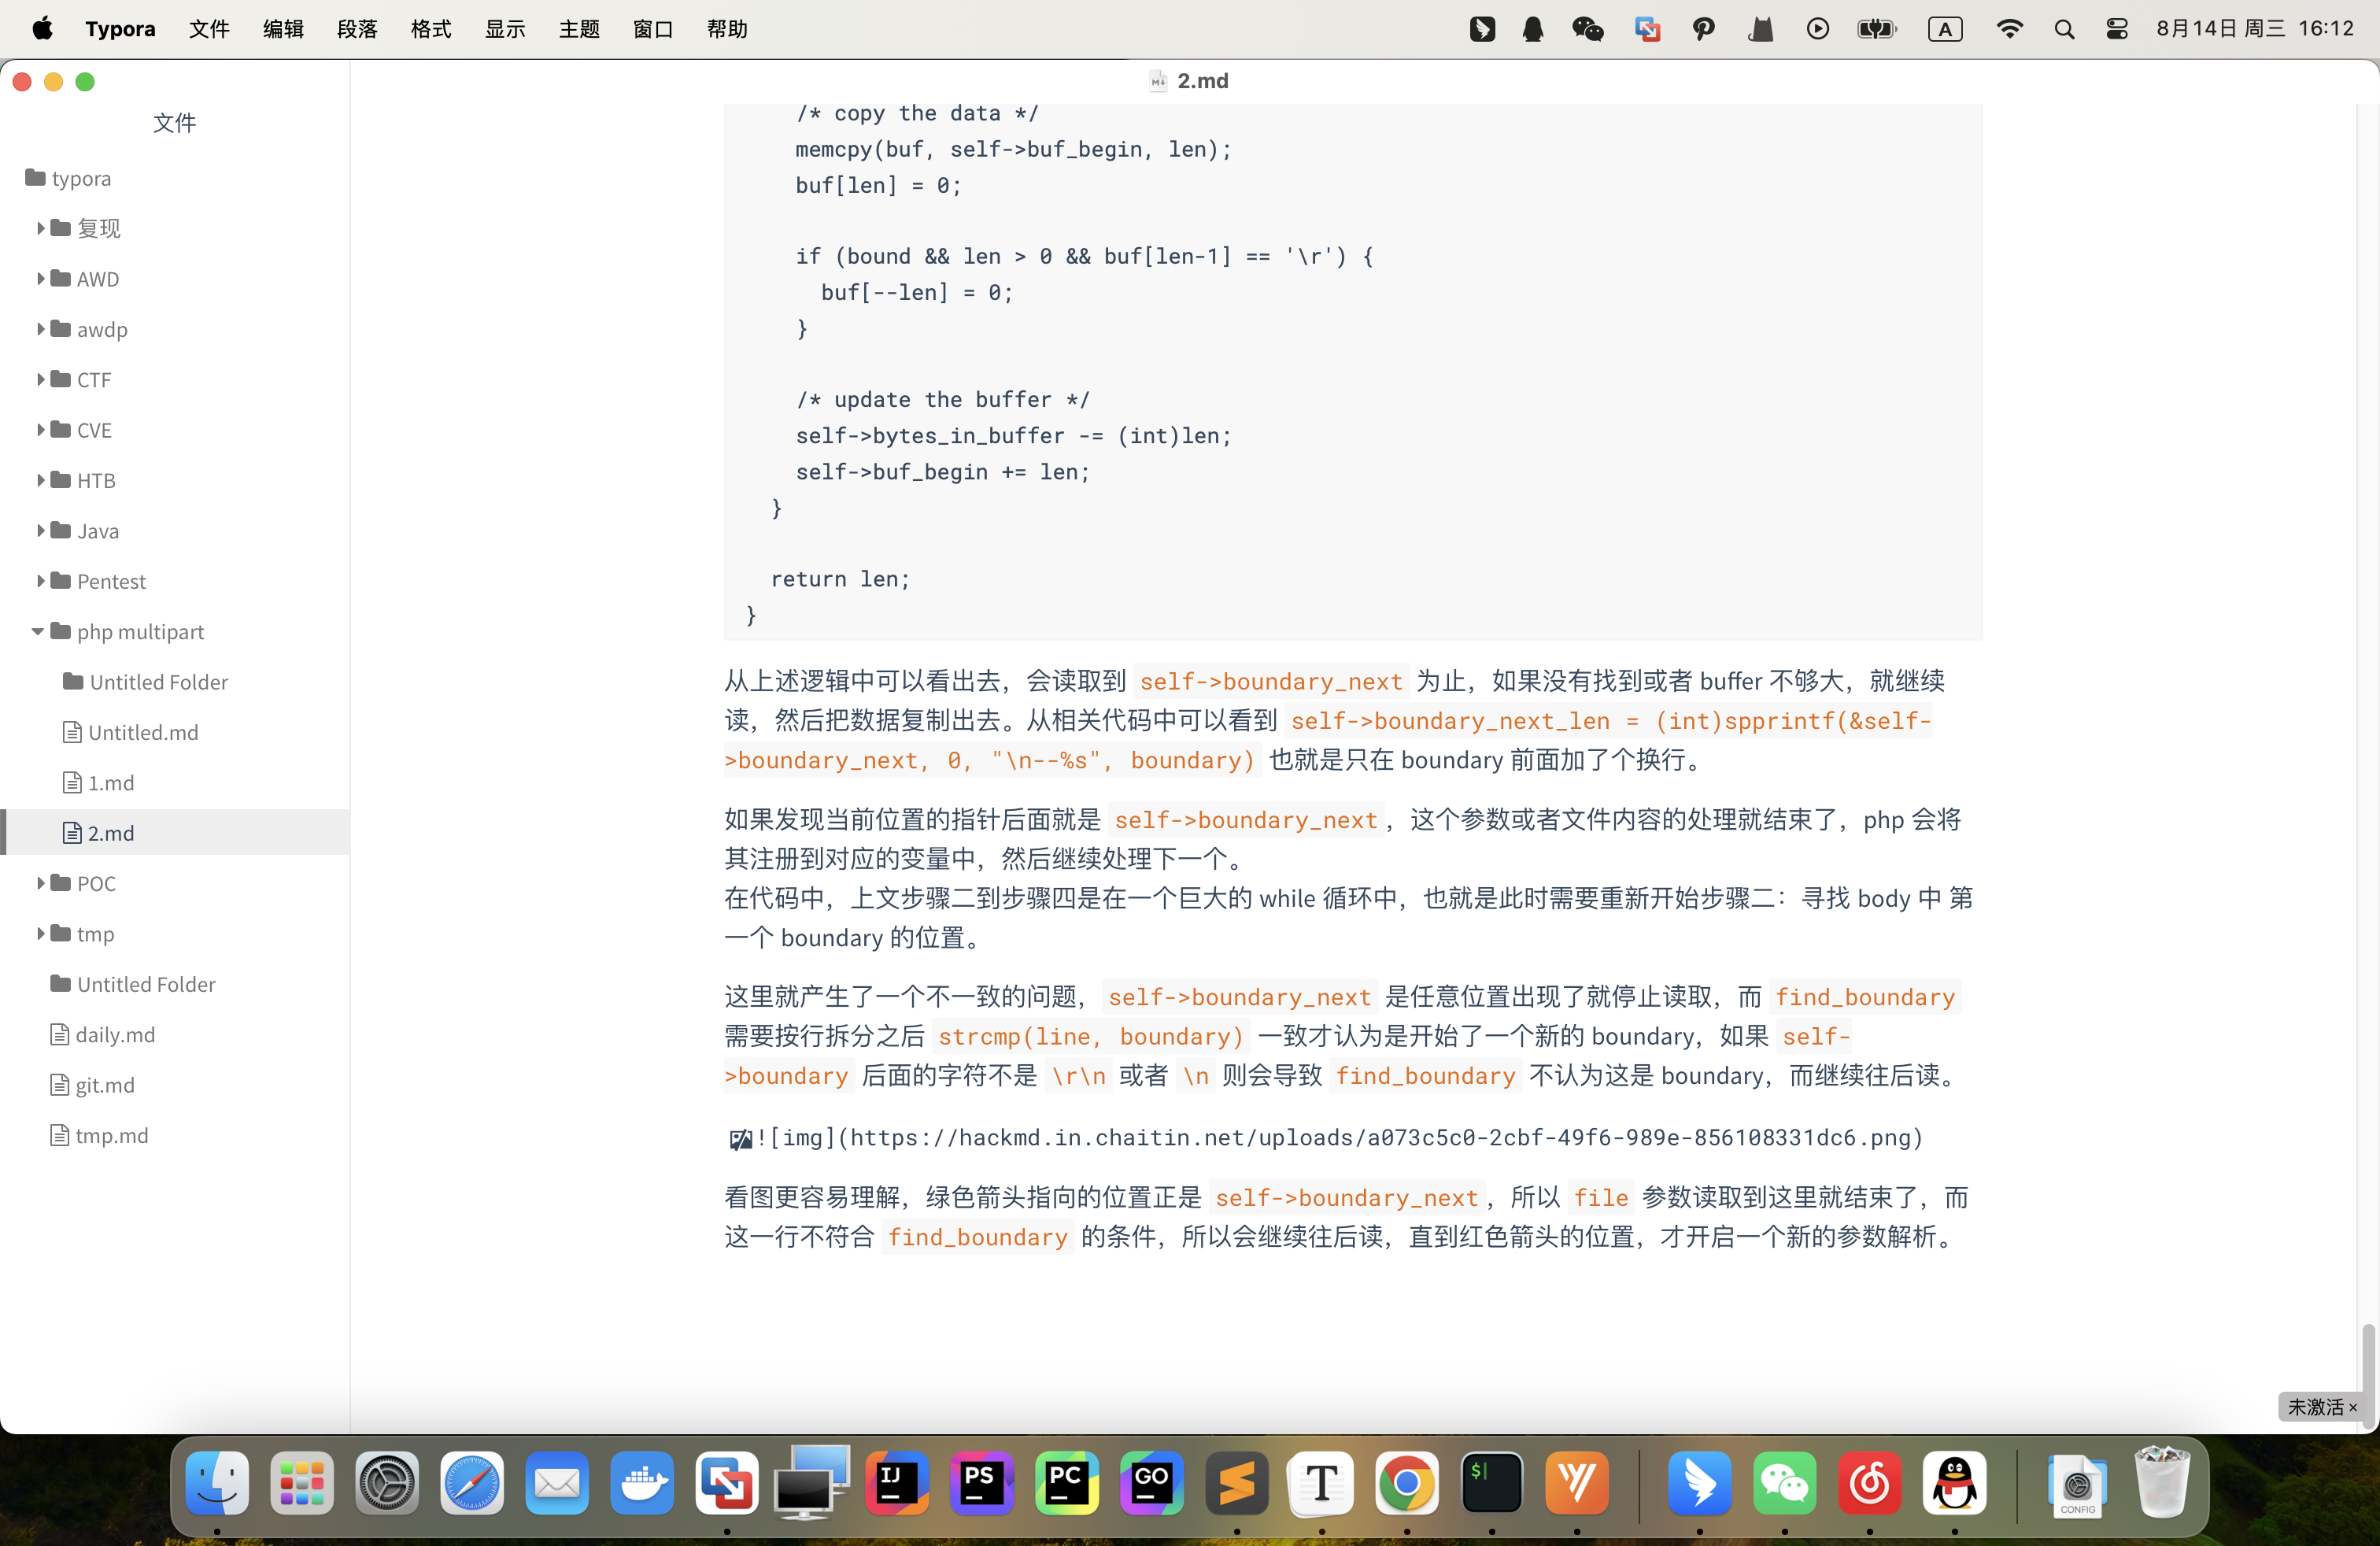 Typora 文件 编辑 段落 格式 显示 主题 窗口 帮助 A 8月14日 周三 16:12
2.md
文件
typora
复现
AWD
awdp
CTF
CVE
HTB
Java
Pentest
php multipart
Untitled Folder
Untitled.md
1.md
2.md
POC
tmp
Untitled Folder
daily.md
git.md
tmp.md
/* copy the data */
memcpy(buf, self->buf_begin, len);
buf[len] = 0;
if (bound && len > 0 && buf[len-1] == '\r') {
buf[--len] = 0;
}
/* update the buffer */
self->bytes_in_buffer -= (int)len;
self->buf_begin += len;
}
return len;
}
从上述逻辑中可以看出去，会读取到 self->boundary_next 为止，如果没有找到或者 buffer 不够大，就继续
读，然后把数据复制出去。从相关代码中可以看到 self->boundary_next_len = (int)spprintf(&self-
>boundary_next, 0, "\n--%s", boundary) 也就是只在 boundary 前面加了个换行。
如果发现当前位置的指针后面就是 self->boundary_next，这个参数或者文件内容的处理就结束了，php 会将
其注册到对应的变量中，然后继续处理下一个。
在代码中，上文步骤二到步骤四是在一个巨大的 while 循环中，也就是此时需要重新开始步骤二：寻找 body 中 第
一个 boundary 的位置。
这里就产生了一个不一致的问题，self->boundary_next 是任意位置出现了就停止读取，而 find_boundary
需要按行拆分之后 strcmp(line, boundary) 一致才认为是开始了一个新的 boundary，如果 self-
>boundary 后面的字符不是 \r\n 或者 \n 则会导致 find_boundary 不认为这是 boundary，而继续往后读。
![img](https://hackmd.in.chaitin.net/uploads/a073c5c0-2cbf-49f6-989e-856108331dc6.png)
看图更容易理解，绿色箭头指向的位置正是 self->boundary_next，所以 file 参数读取到这里就结束了，而
这一行不符合 find_boundary 的条件，所以会继续往后读，直到红色箭头的位置，才开启一个新的参数解析。
未激活 ×
IJ PS PC GO T $ CONFIG